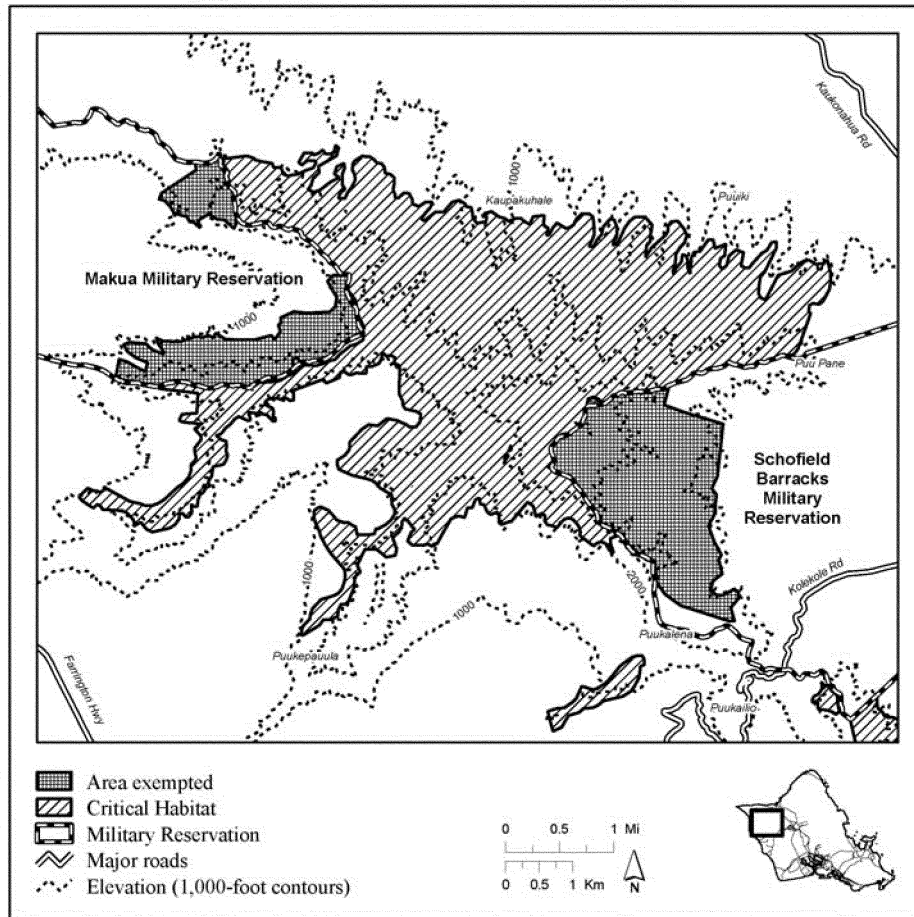 Kaukonahua Rd
1000
Kaupakuhale
Puuiki
Makua Military Reservation
1000
Puu Pane
Schofield
Barracks
Military
Reservation
Kolekole Rd
1000
2000
1000
Puukalena
Puukepauula
Farrington Hwy
Puukailio
Area exempted
Critical Habitat
Military Reservation
Major roads
Elevation (1,000-foot contours)
0 0.5 1 Mi
0 0.5 1 Km
N